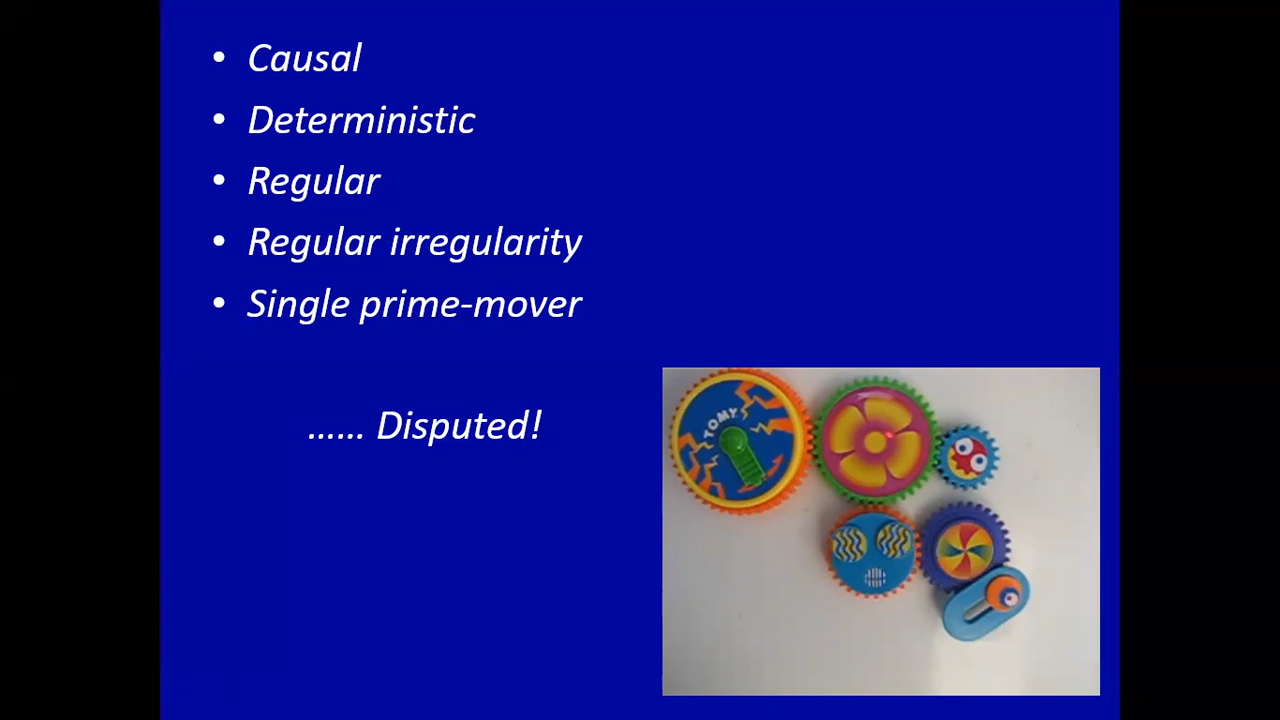 • Causal
• Deterministic
• Regular
• Regular irregularity
• Single prime-mover
...... Disputed!
TOMY